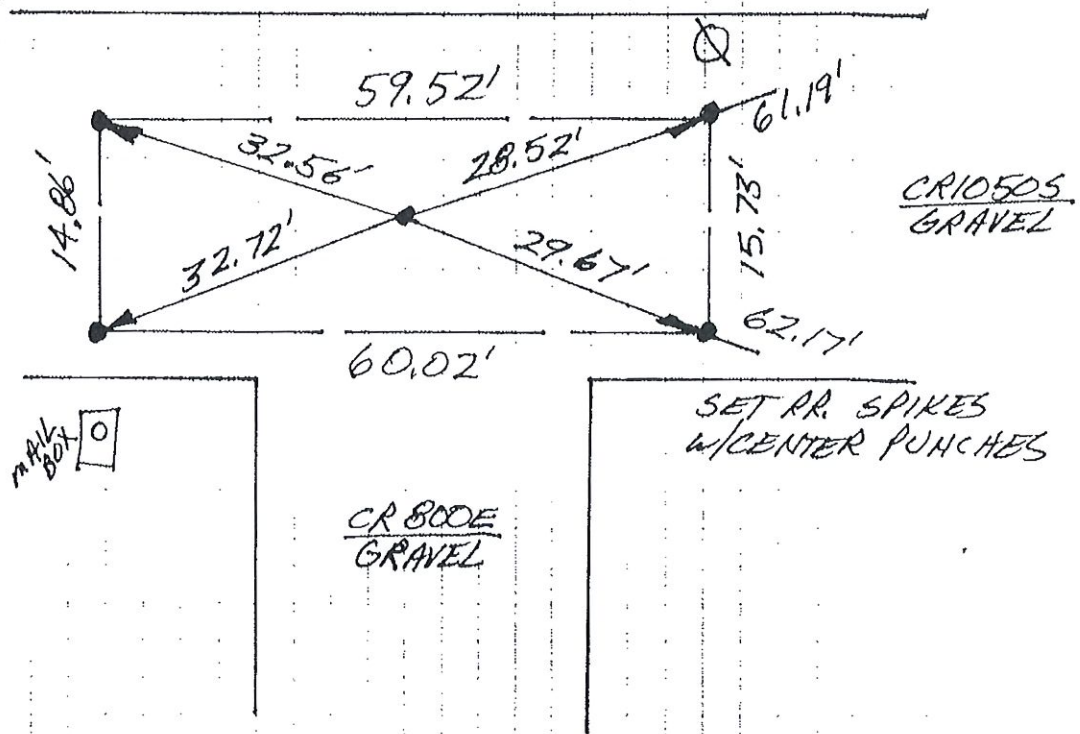 59.52'
61.19'
32.56'
28.52'
14.86'
15.73'
CR1050S
GRAVEL
32.72'
29.67'
62.17'
60.02'
MAIL
BOX
SET RR. SPIKES
W/CENTER PUNCHES
CR 800E
GRAVEL